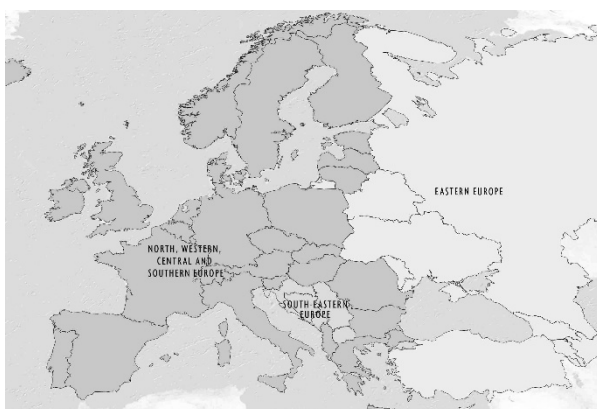 EASTERN EUROPE
NORTH, WESTERN,
CENTRAL AND
SOUTHERN EUROPE
SOUTH-EASTERN
EUROPE